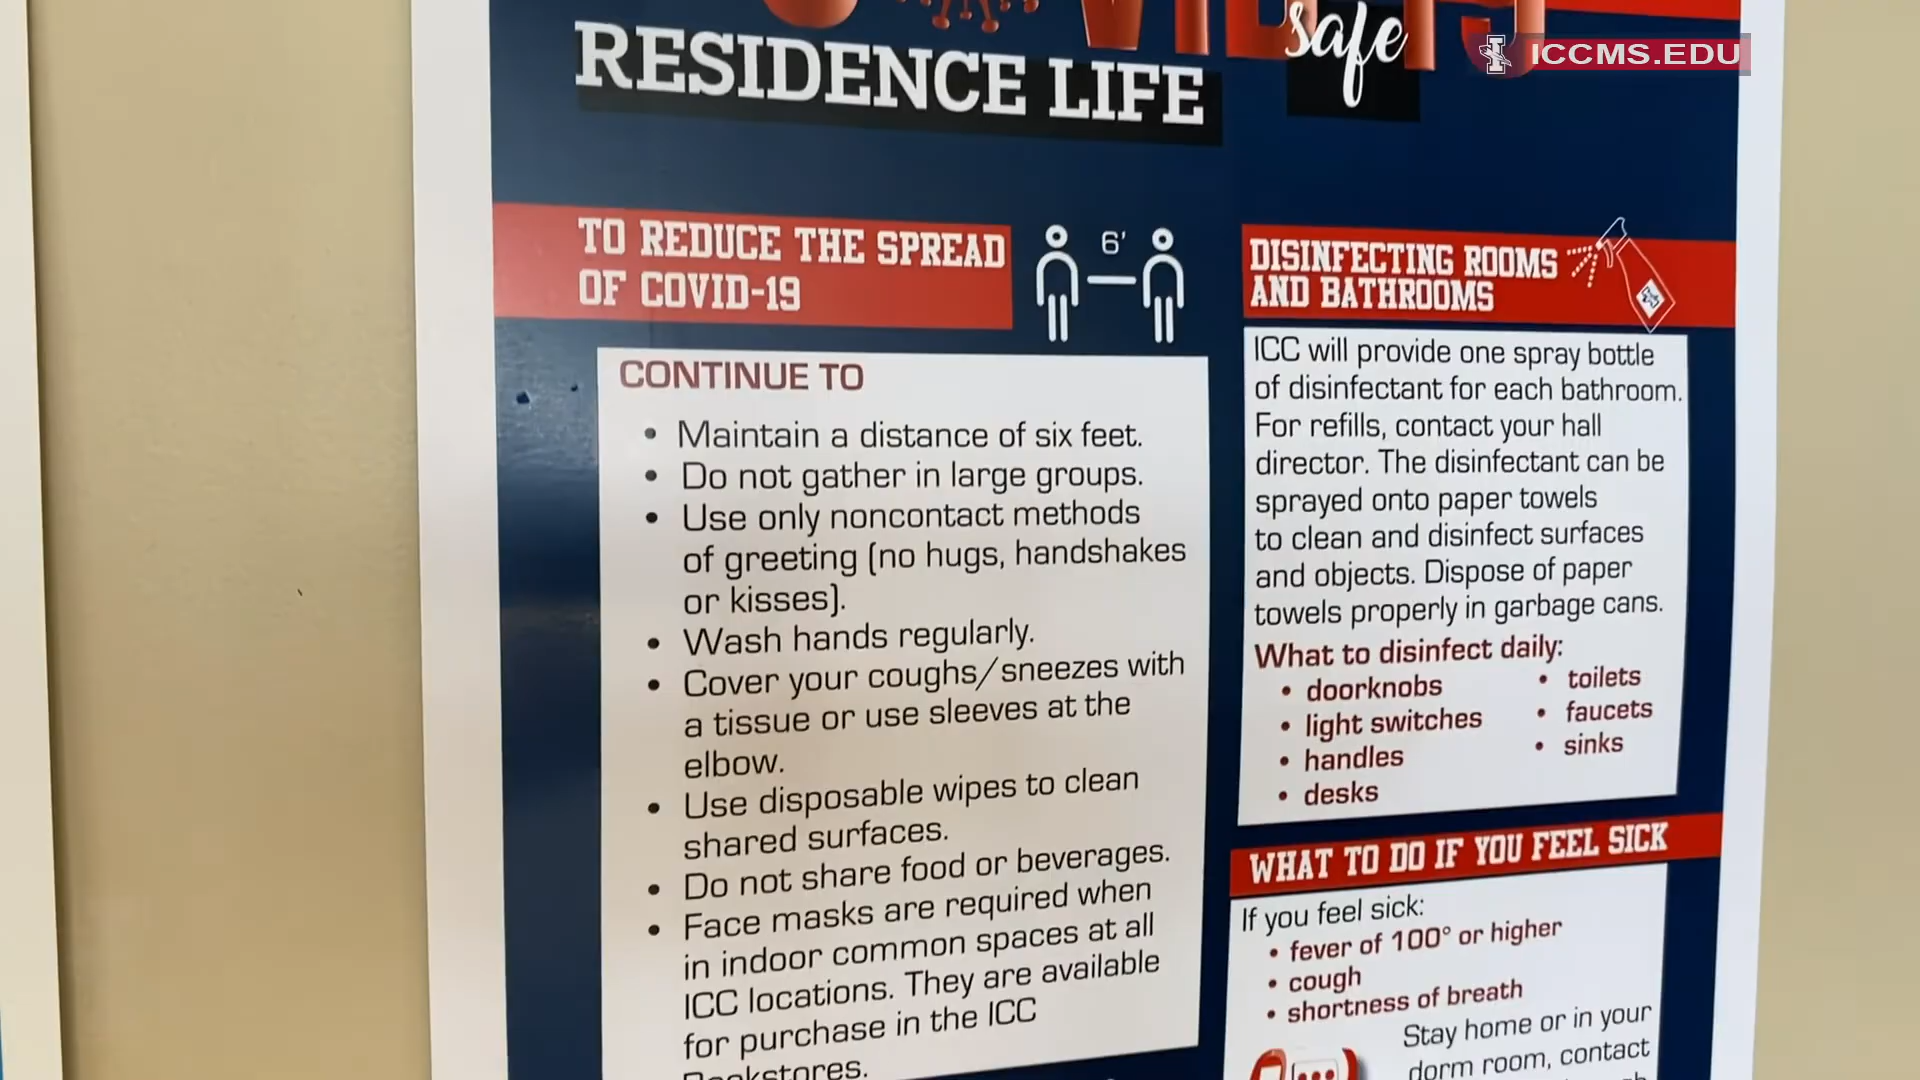 safe
ICCMS.EDU
RESIDENCE LIFE
TO REDUCE THE SPREAD
OF COVID-19
6'
CONTINUE TO
• Maintain a distance of six feet.
• Do not gather in large groups.
• Use only noncontact methods
of greeting (no hugs, handshakes
or kisses).
• Wash hands regularly.
• Cover your coughs/sneezes with
a tissue or use sleeves at the
elbow.
• Use disposable wipes to clean
shared surfaces.
• Do not share food or beverages.
• Face masks are required when
in indoor common spaces at all
ICC locations. They are available
for purchase in the ICC
Bookstores.
DISINFECTING ROOMS
AND BATHROOMS
ICC will provide one spray bottle
of disinfectant for each bathroom.
For refills, contact your hall
director. The disinfectant can be
sprayed onto paper towels
to clean and disinfect surfaces
and objects. Dispose of paper
towels properly in garbage cans.
What to disinfect daily:
• doorknobs
• light switches
• handles
• desks
• toilets
• faucets
• sinks
WHAT TO DO IF YOU FEEL SICK
If you feel sick:
• fever of 100° or higher
• cough
• shortness of breath
Stay home or in your
dorm room, contact